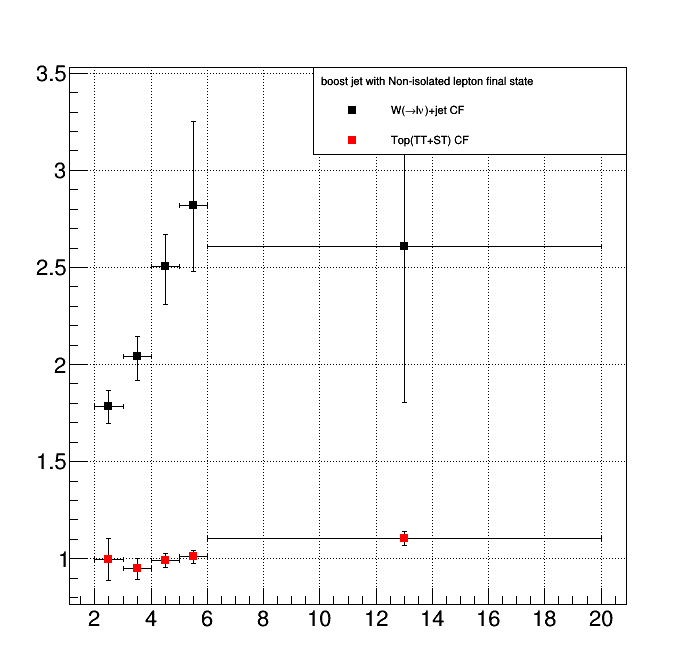 3.5
boost jet with Non-isolated lepton final state
W(→lν)+jet CF
Top(TT+ST) CF
3
2.5
2
1.5
1
2 4 6 8 10 12 14 16 18 20